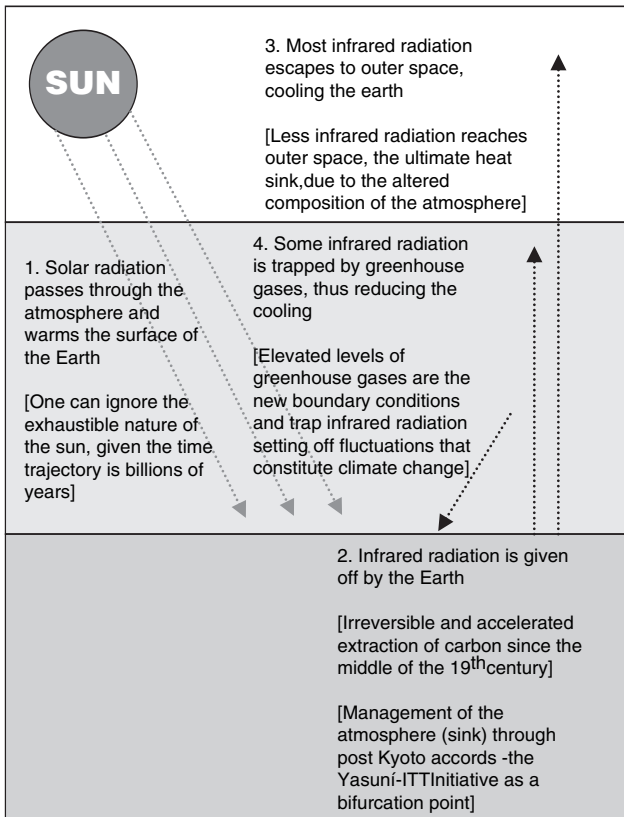 SUN
3. Most infrared radiation
escapes to outer space,
cooling the earth
[Less infrared radiation reaches
outer space, the ultimate heat
sink,due to the altered
composition of the atmosphere]
1. Solar radiation
passes through the
atmosphere and
warms the surface of
the Earth
[One can ignore the
exhaustible nature of
the sun, given the time
trajectory is billions of
years]
4. Some infrared radiation
is trapped by greenhouse
gases, thus reducing the
cooling
[Elevated levels of
greenhouse gases are the
new boundary conditions
and trap infrared radiation
setting off fluctuations that
constitute climate change]
2. Infrared radiation is given
off by the Earth
[Irreversible and accelerated
extraction of carbon since the
middle of the 19th century]
[Management of the
atmosphere (sink) through
post Kyoto accords -the
Yasuní-ITTInitiative as a
bifurcation point]